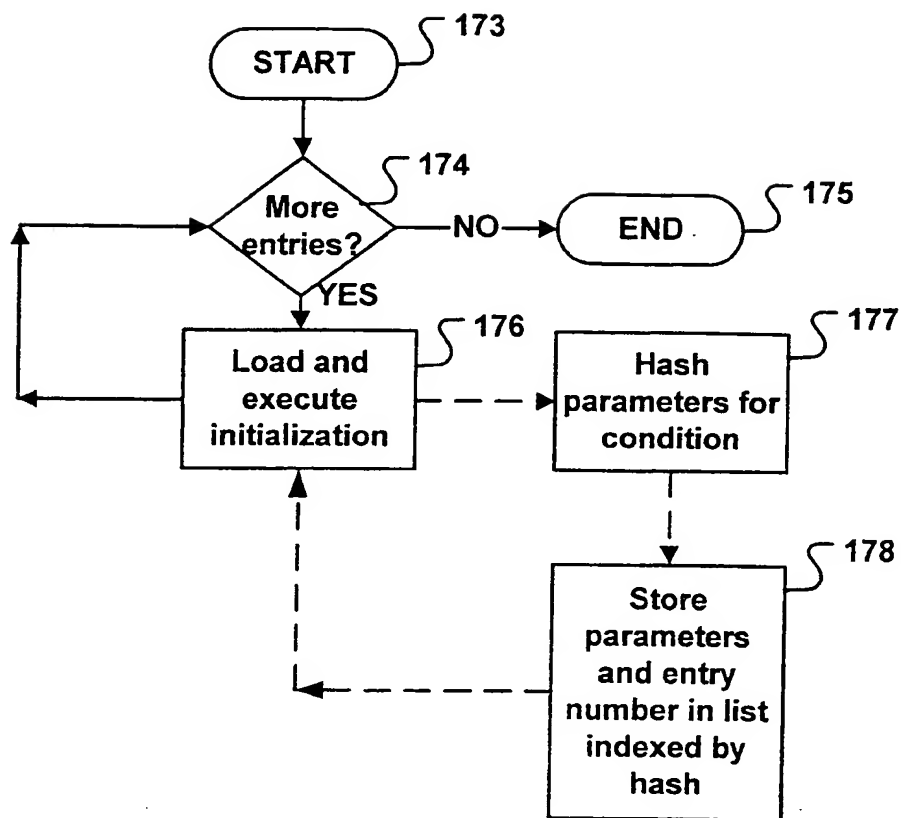 173
START
174
More
entries?
NO
175
END
YES
176
Load and
execute
initialization
177
Hash
parameters for
condition
178
Store
parameters
and entry
number in list
indexed by
hash